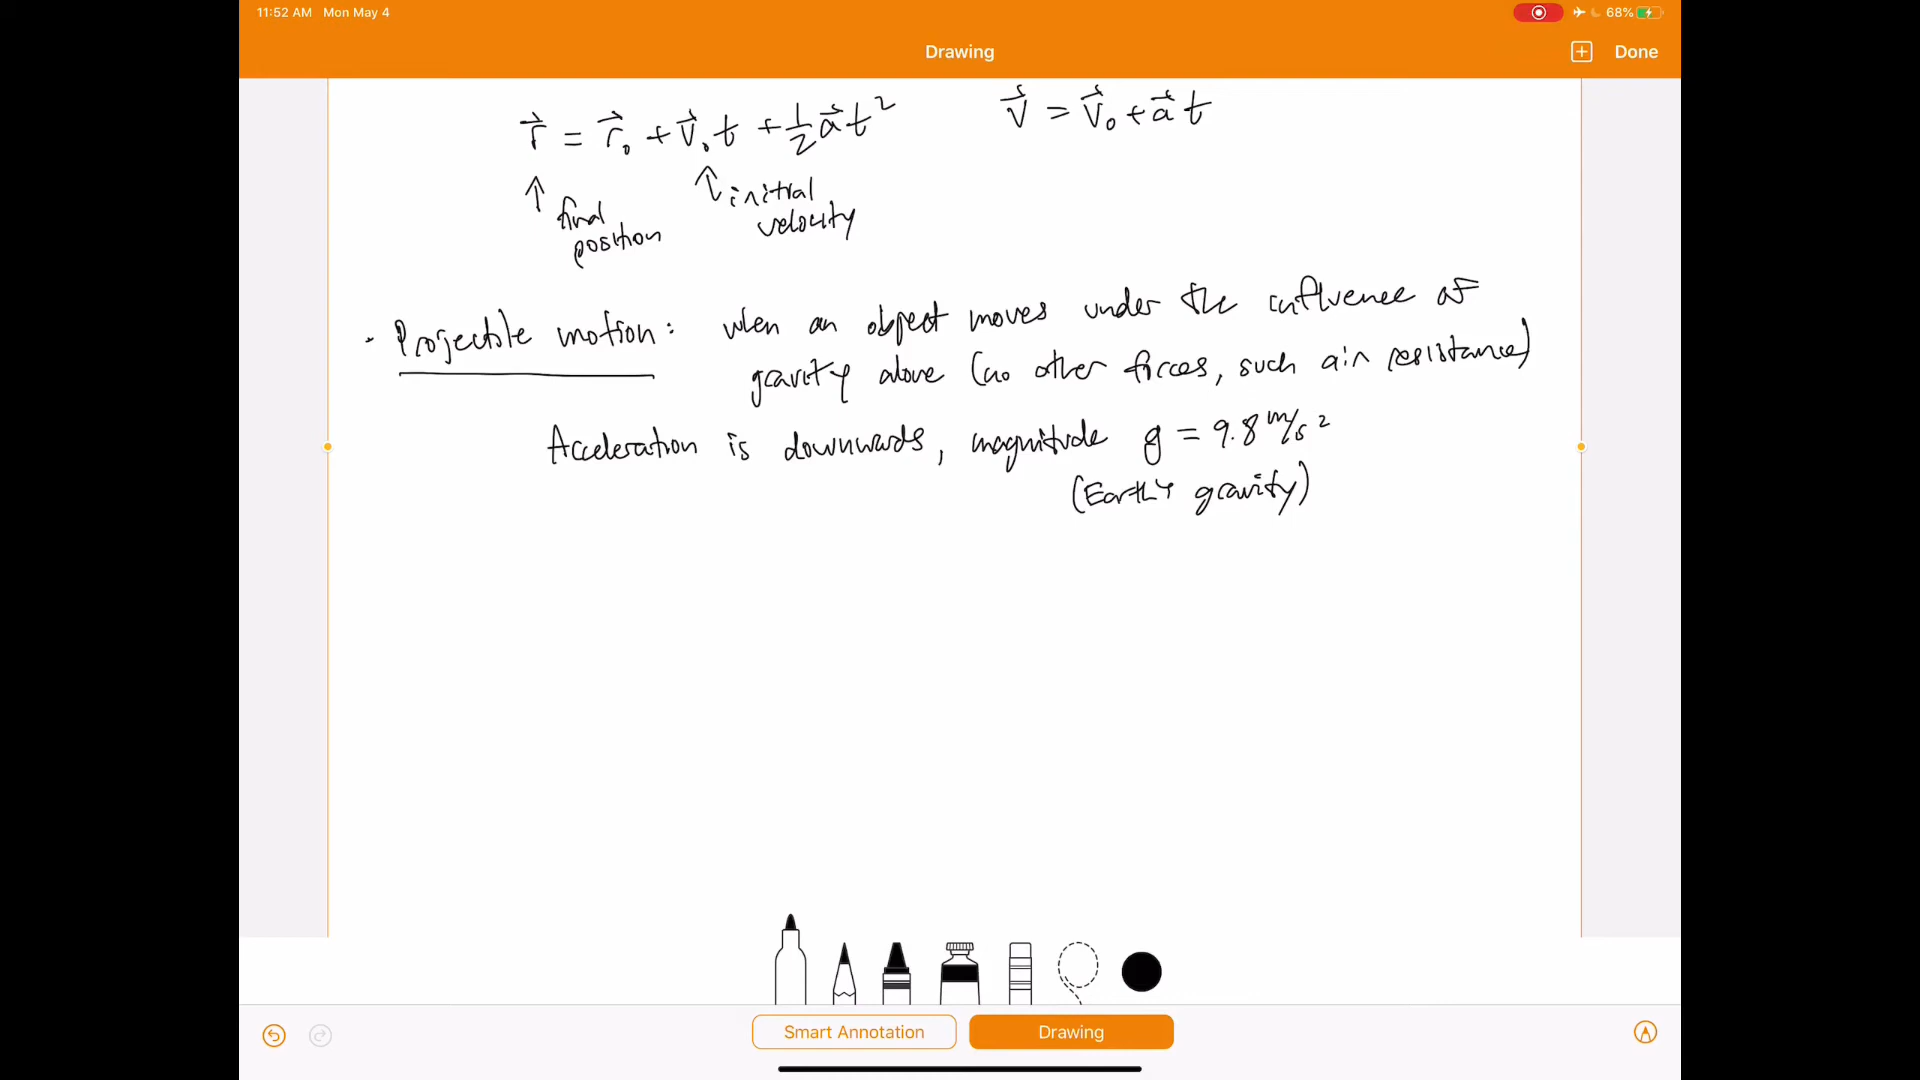 11:52 AM Mon May 4
68%
Drawing
Done
r⃗ = r⃗₀ + v⃗₀t + ½a⃗t²
v⃗ = v⃗₀ + a⃗t
↑ final position
↑ initial velocity
· Projectile motion: when an object moves under the influence of
gravity alone (no other forces, such air resistance)
Acceleration is downwards, magnitude g = 9.8 m/s²
(Earth's gravity)
Smart Annotation
Drawing